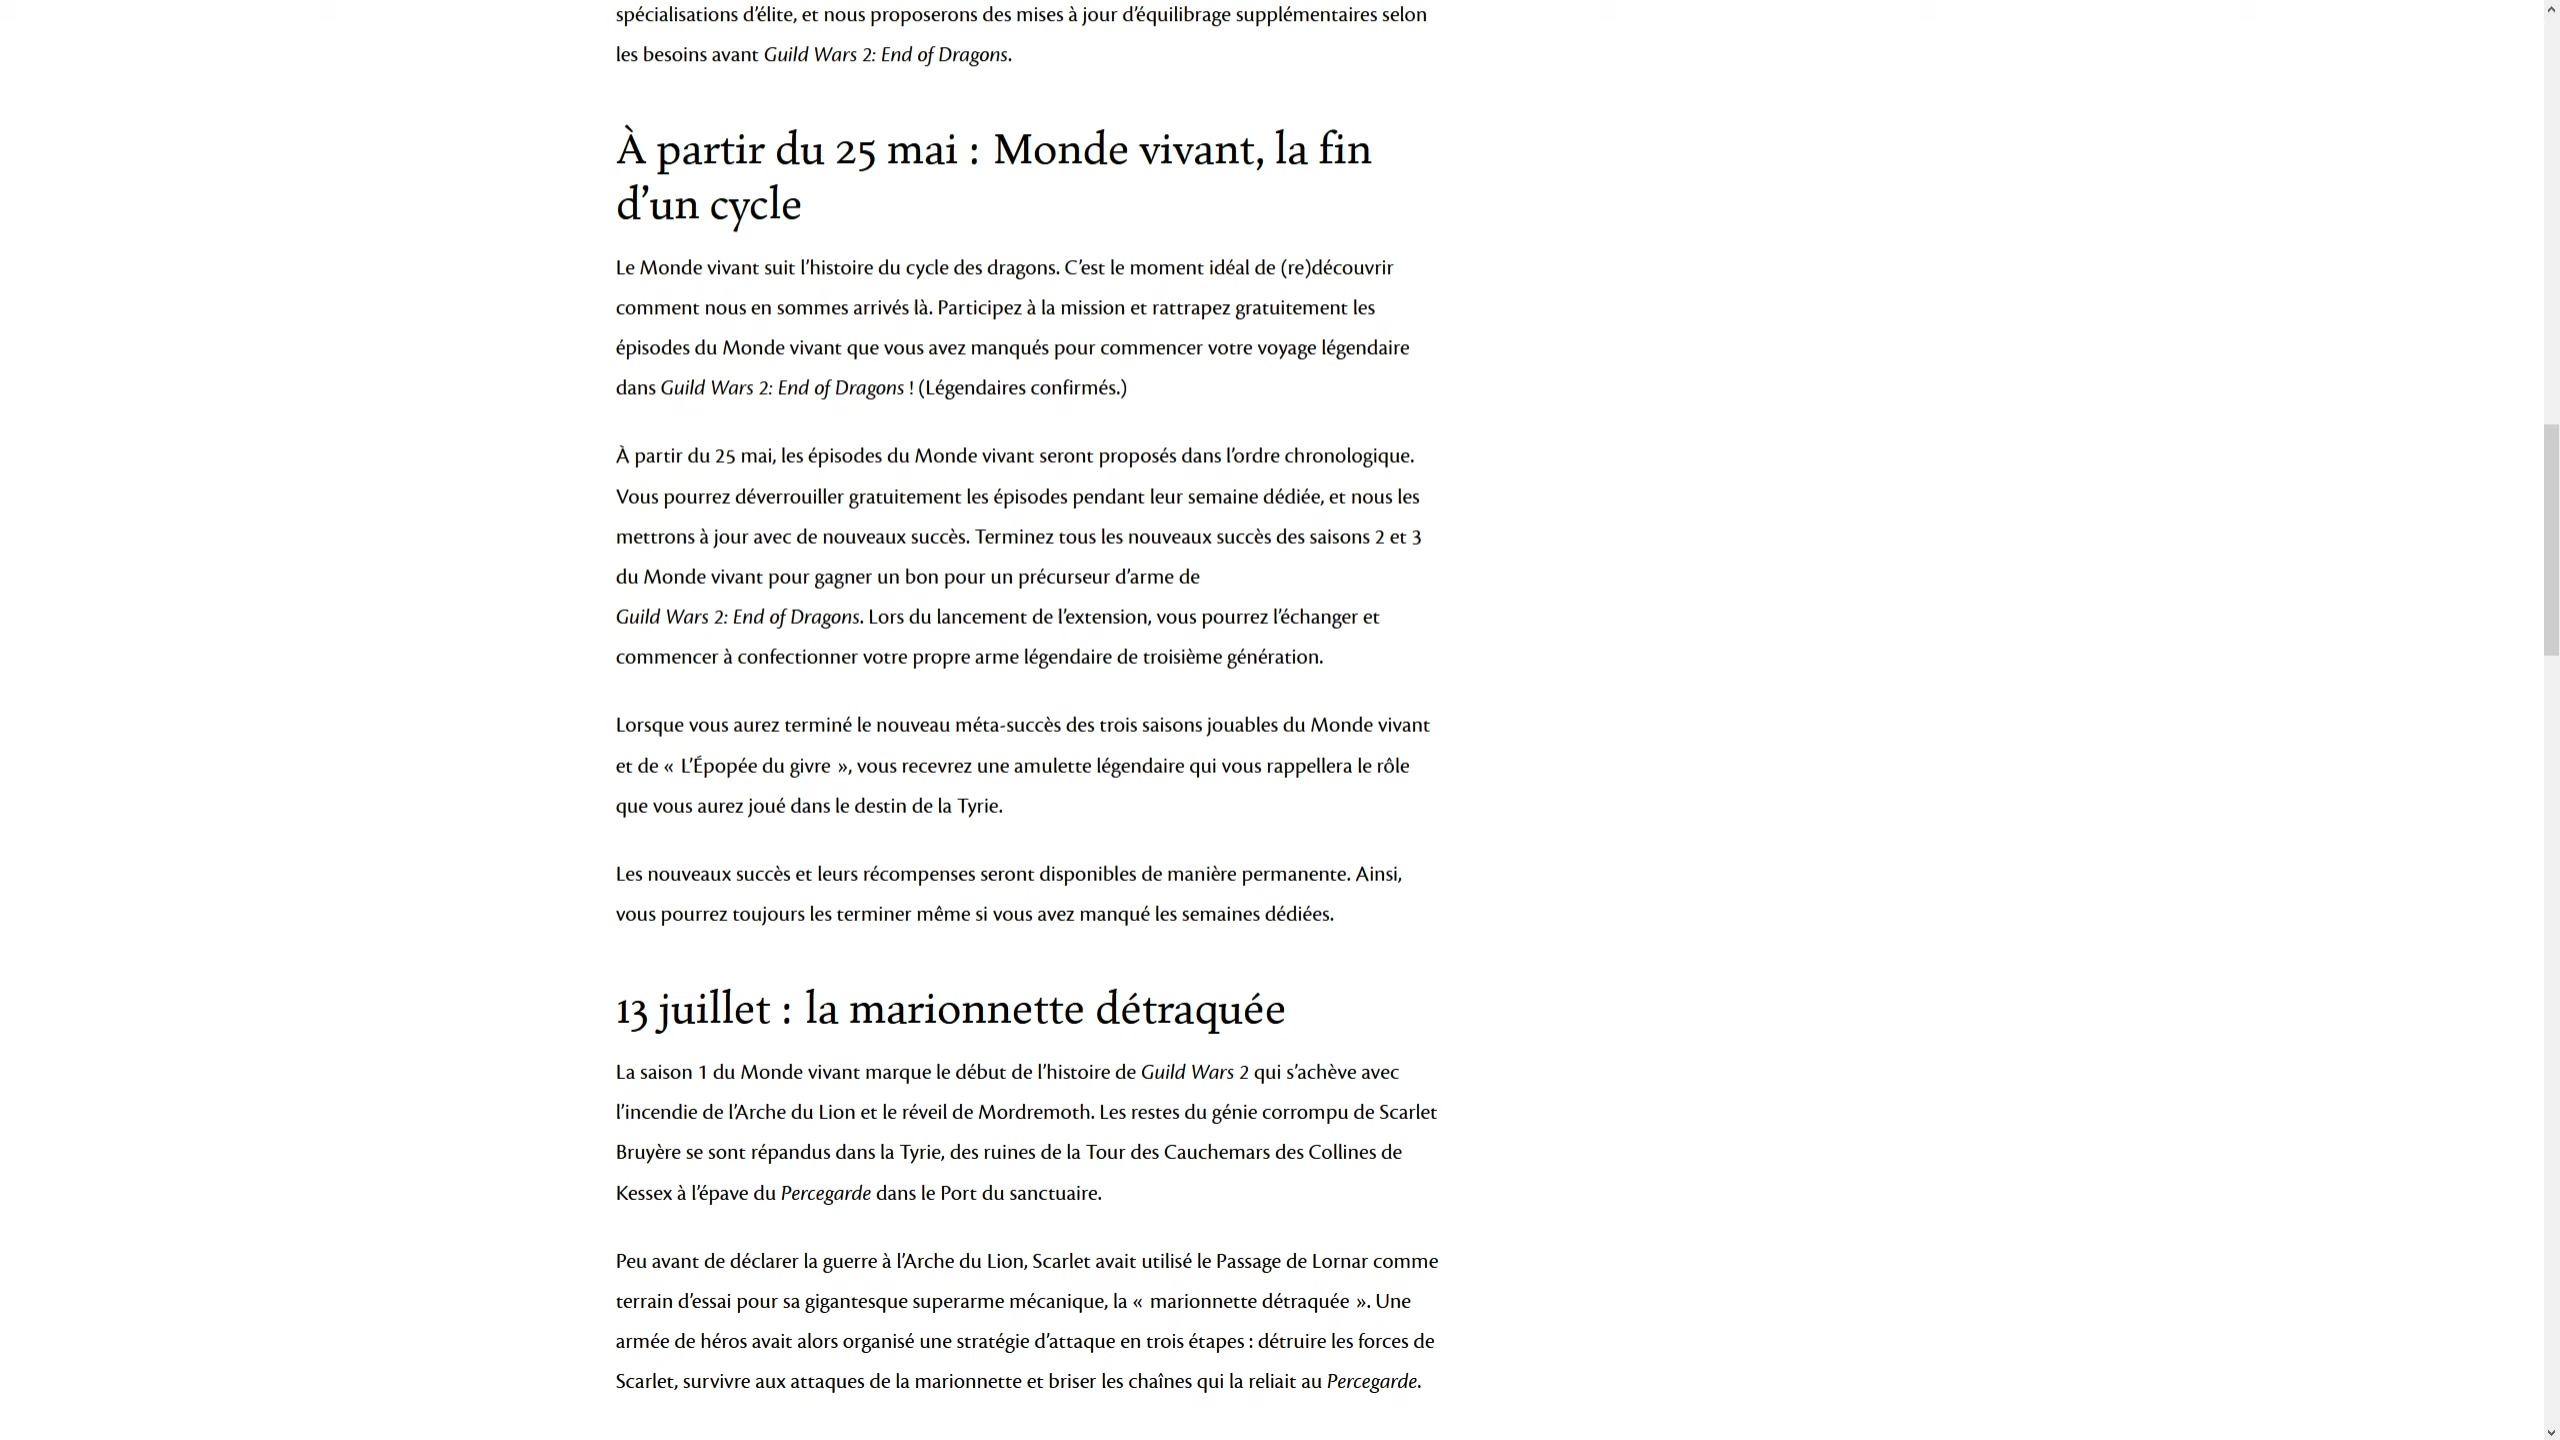 spécialisations d’élite, et nous proposerons des mises à jour d’équilibrage supplémentaires selon
les besoins avant Guild Wars 2: End of Dragons.
À partir du 25 mai : Monde vivant, la fin
d’un cycle
Le Monde vivant suit l’histoire du cycle des dragons. C’est le moment idéal de (re)découvrir
comment nous en sommes arrivés là. Participez à la mission et rattrapez gratuitement les
épisodes du Monde vivant que vous avez manqués pour commencer votre voyage légendaire
dans Guild Wars 2: End of Dragons ! (Légendaires confirmés.)
À partir du 25 mai, les épisodes du Monde vivant seront proposés dans l’ordre chronologique.
Vous pourrez déverrouiller gratuitement les épisodes pendant leur semaine dédiée, et nous les
mettrons à jour avec de nouveaux succès. Terminez tous les nouveaux succès des saisons 2 et 3
du Monde vivant pour gagner un bon pour un précurseur d’arme de
Guild Wars 2: End of Dragons. Lors du lancement de l’extension, vous pourrez l’échanger et
commencer à confectionner votre propre arme légendaire de troisième génération.
Lorsque vous aurez terminé le nouveau méta-succès des trois saisons jouables du Monde vivant
et de « L’Épopée du givre », vous recevrez une amulette légendaire qui vous rappellera le rôle
que vous aurez joué dans le destin de la Tyrie.
Les nouveaux succès et leurs récompenses seront disponibles de manière permanente. Ainsi,
vous pourrez toujours les terminer même si vous avez manqué les semaines dédiées.
13 juillet : la marionnette détraquée
La saison 1 du Monde vivant marque le début de l’histoire de Guild Wars 2 qui s’achève avec
l’incendie de l’Arche du Lion et le réveil de Mordremoth. Les restes du génie corrompu de Scarlet
Bruyère se sont répandus dans la Tyrie, des ruines de la Tour des Cauchemars des Collines de
Kessex à l’épave du Percegarde dans le Port du sanctuaire.
Peu avant de déclarer la guerre à l’Arche du Lion, Scarlet avait utilisé le Passage de Lornar comme
terrain d’essai pour sa gigantesque superarme mécanique, la « marionnette détraquée ». Une
armée de héros avait alors organisé une stratégie d’attaque en trois étapes : détruire les forces de
Scarlet, survivre aux attaques de la marionnette et briser les chaînes qui la reliait au Percegarde.